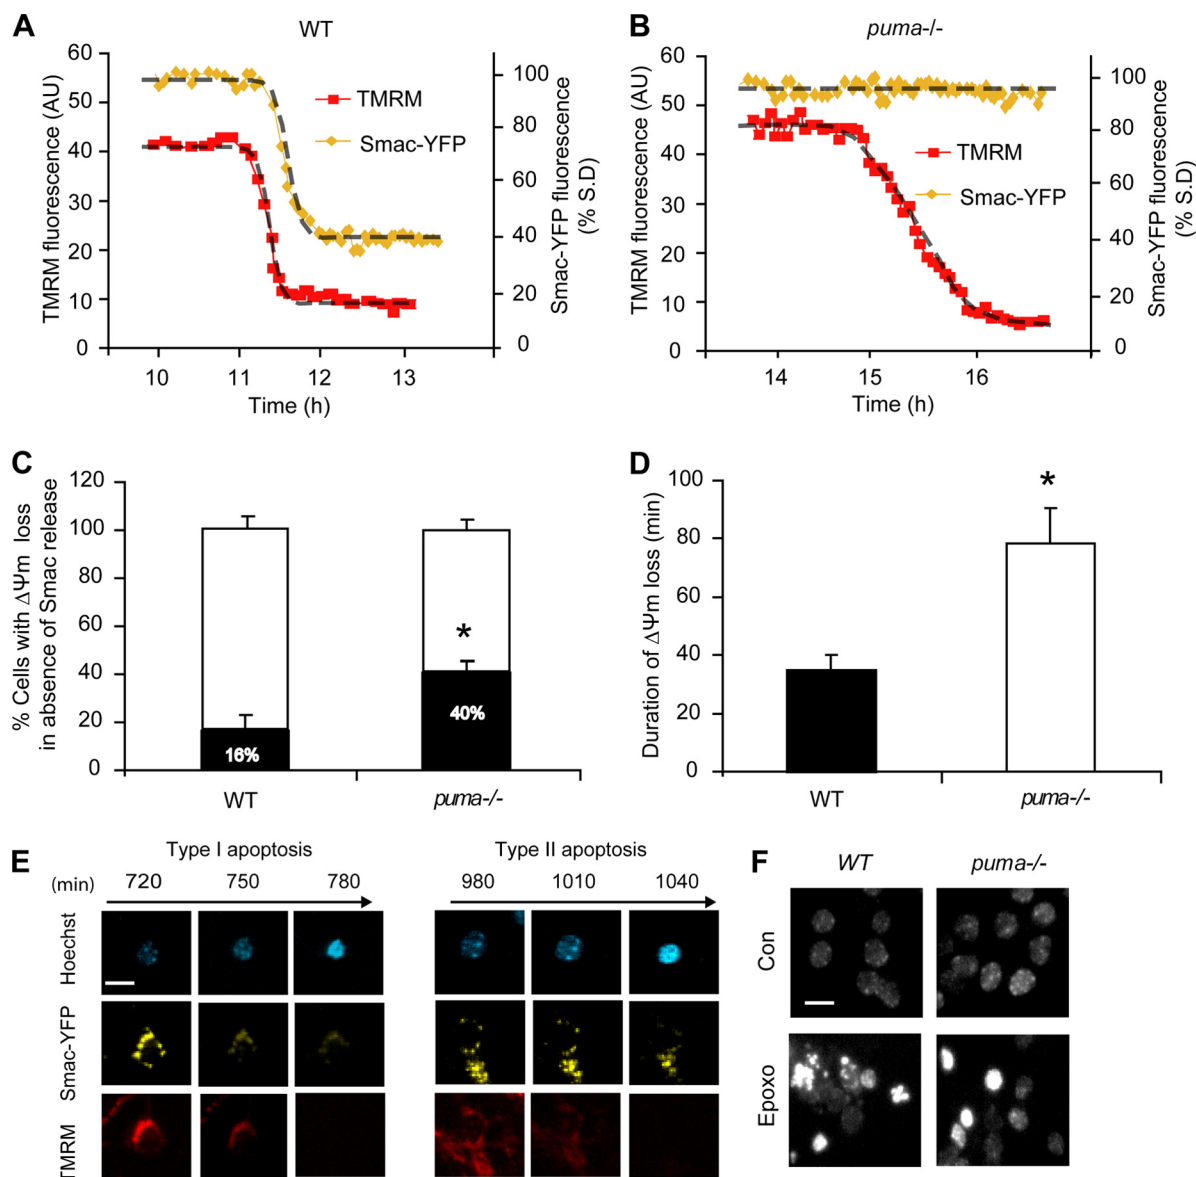 A
WT
TMRM fluorescence (AU)
60
50
40
30
20
10
0
TMRM
Smac-YFP
100
80
60
40
20
0
Smac-YFP fluorescence
(% S.D)
10 11 12 13
Time (h)
B
puma-/-
TMRM fluorescence (AU)
60
50
40
30
20
10
0
TMRM
Smac-YFP
100
80
60
40
20
0
Smac-YFP fluorescence
(% S.D)
14 15 16
Time (h)
C
% Cells with ΔΨm loss
in absence of Smac release
120
100
80
60
40
20
0
*
16%
40%
WT puma-/-
D
Duration of ΔΨm loss (min)
100
80
60
40
20
0
*
WT puma-/-
E
Type I apoptosis
(min) 720 750 780
Type II apoptosis
980 1010 1040
Hoechst
Smac-YFP
TMRM
F
WT puma-/-
Con
Epoxo